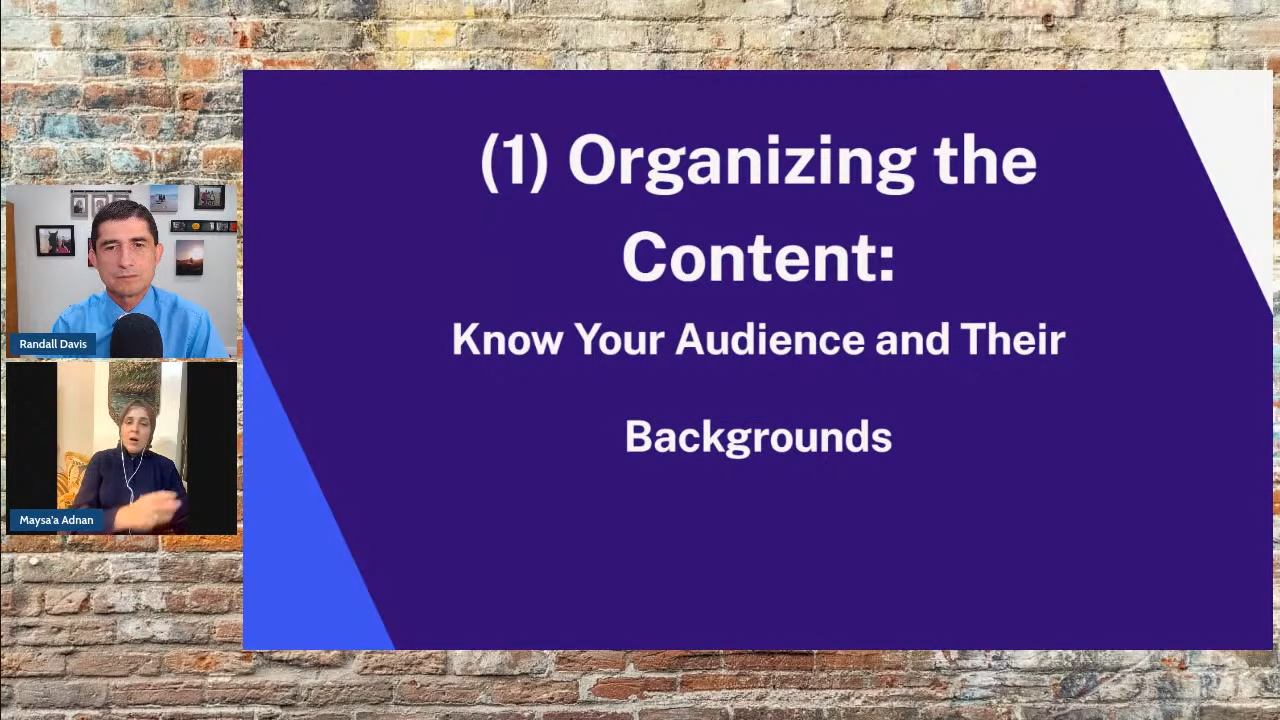 (1) Organizing the
Content:
Know Your Audience and Their
Backgrounds
Randall Davis
Maysa'a Adnan